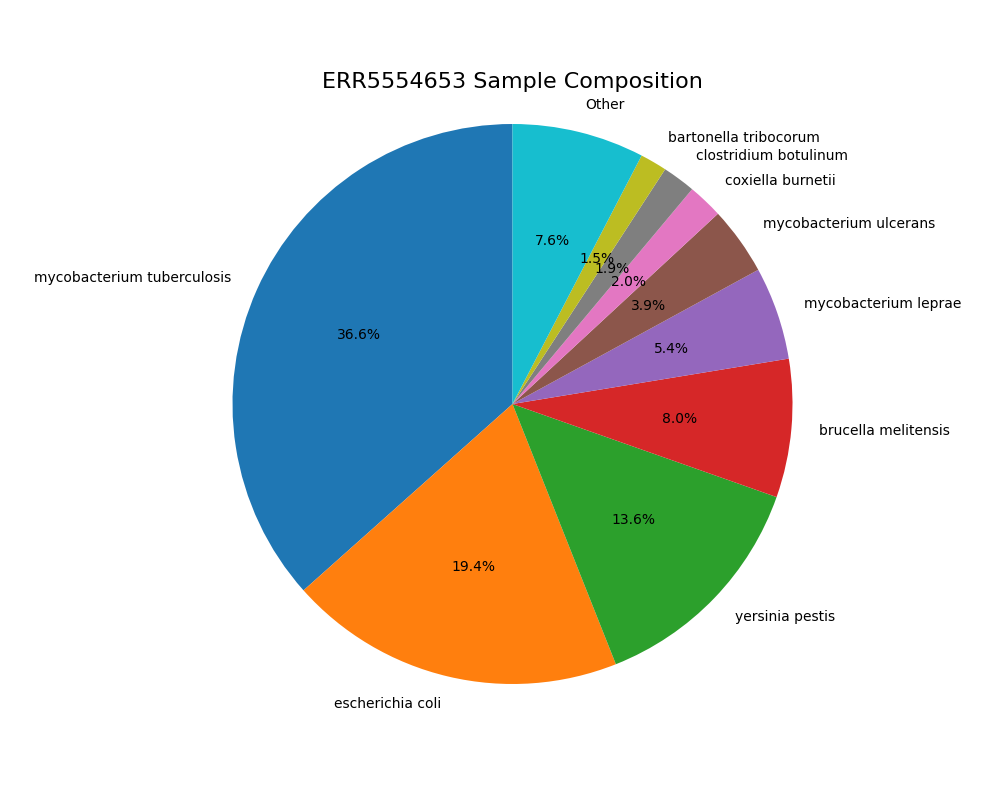 ERR5554653 Sample Composition
Other
bartonella tribocorum
clostridium botulinum
coxiella burnetii
mycobacterium ulcerans
7.6%
1.5%
1.9%
mycobacterium tuberculosis
2.0%
mycobacterium leprae
3.9%
36.6%
5.4%
8.0%
brucella melitensis
13.6%
19.4%
yersinia pestis
escherichia coli